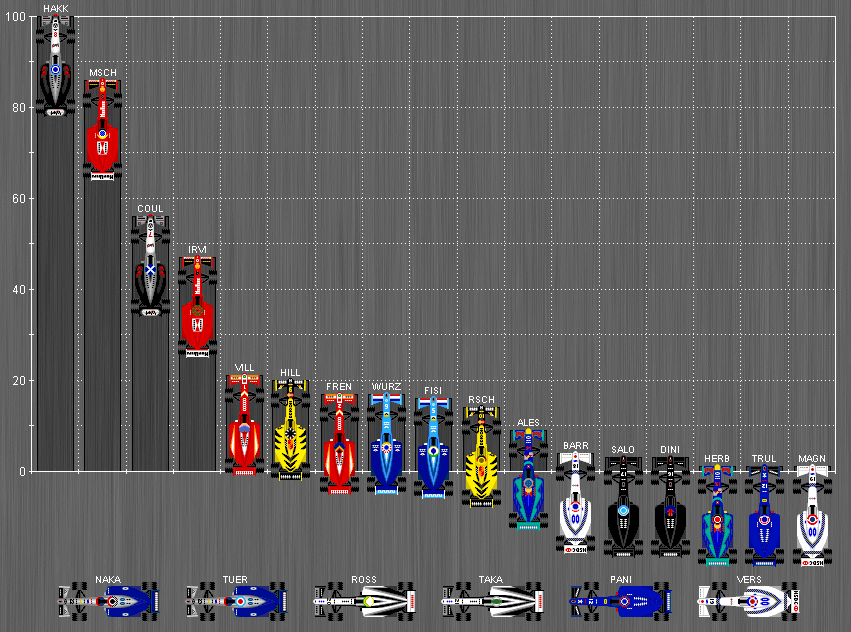 100
HAKK
MSCH
80
60
COUL
IRVI
40
20
VILL
HILL
FREN
WURZ
FISI
RSCH
ALES
BARR
SALO
DINI
HERB
TRUL
MAGN
0
NAKA
TUER
ROSS
TAKA
PANI
VERS